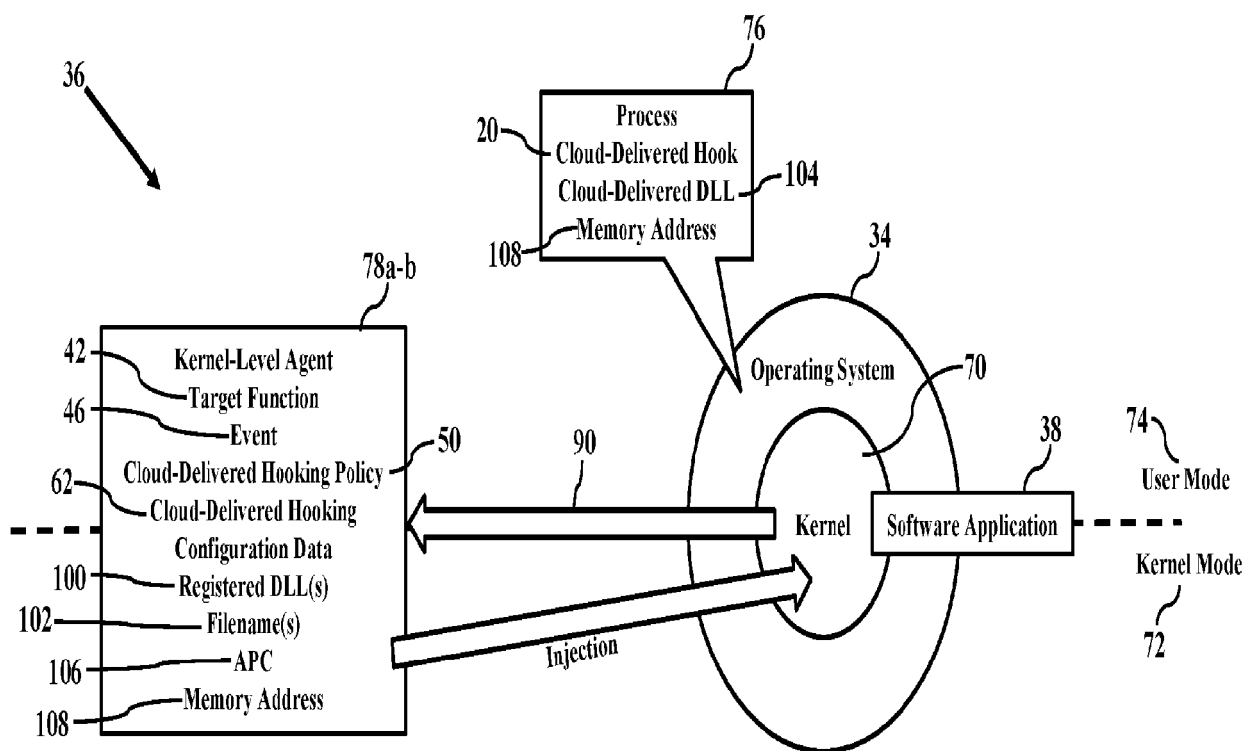 36
76
Process
20
Cloud-Delivered Hook
Cloud-Delivered DLL
104
Memory Address
108
34
78a-b
Kernel-Level Agent
42
Target Function
46
Event
Cloud-Delivered Hooking Policy
50
62
Cloud-Delivered Hooking
Configuration Data
100
Registered DLL(s)
102
Filename(s)
106
APC
Memory Address
108
90
Injection
Operating System
70
Kernel
38
Software Application
74
User Mode
Kernel Mode
72